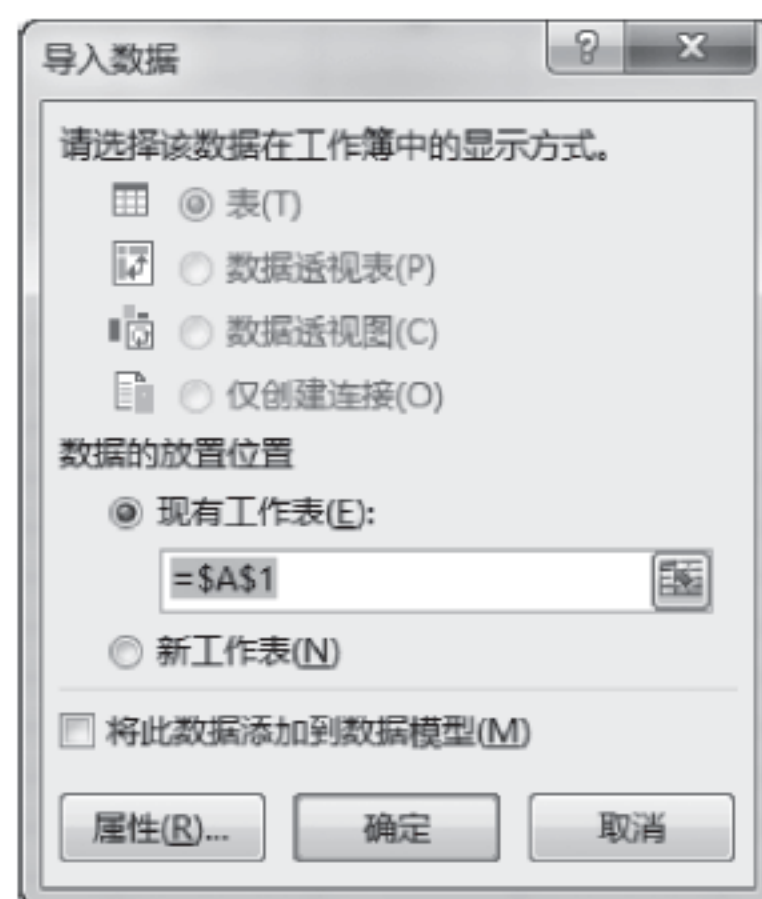 导入数据
请选择该数据在工作簿中的显示方式。
表(T)
数据透视表(P)
数据透视图(C)
仅创建连接(O)
数据的放置位置
现有工作表(E):
=$A$1
新工作表(N)
将此数据添加到数据模型(M)
属性(R)... 确定 取消